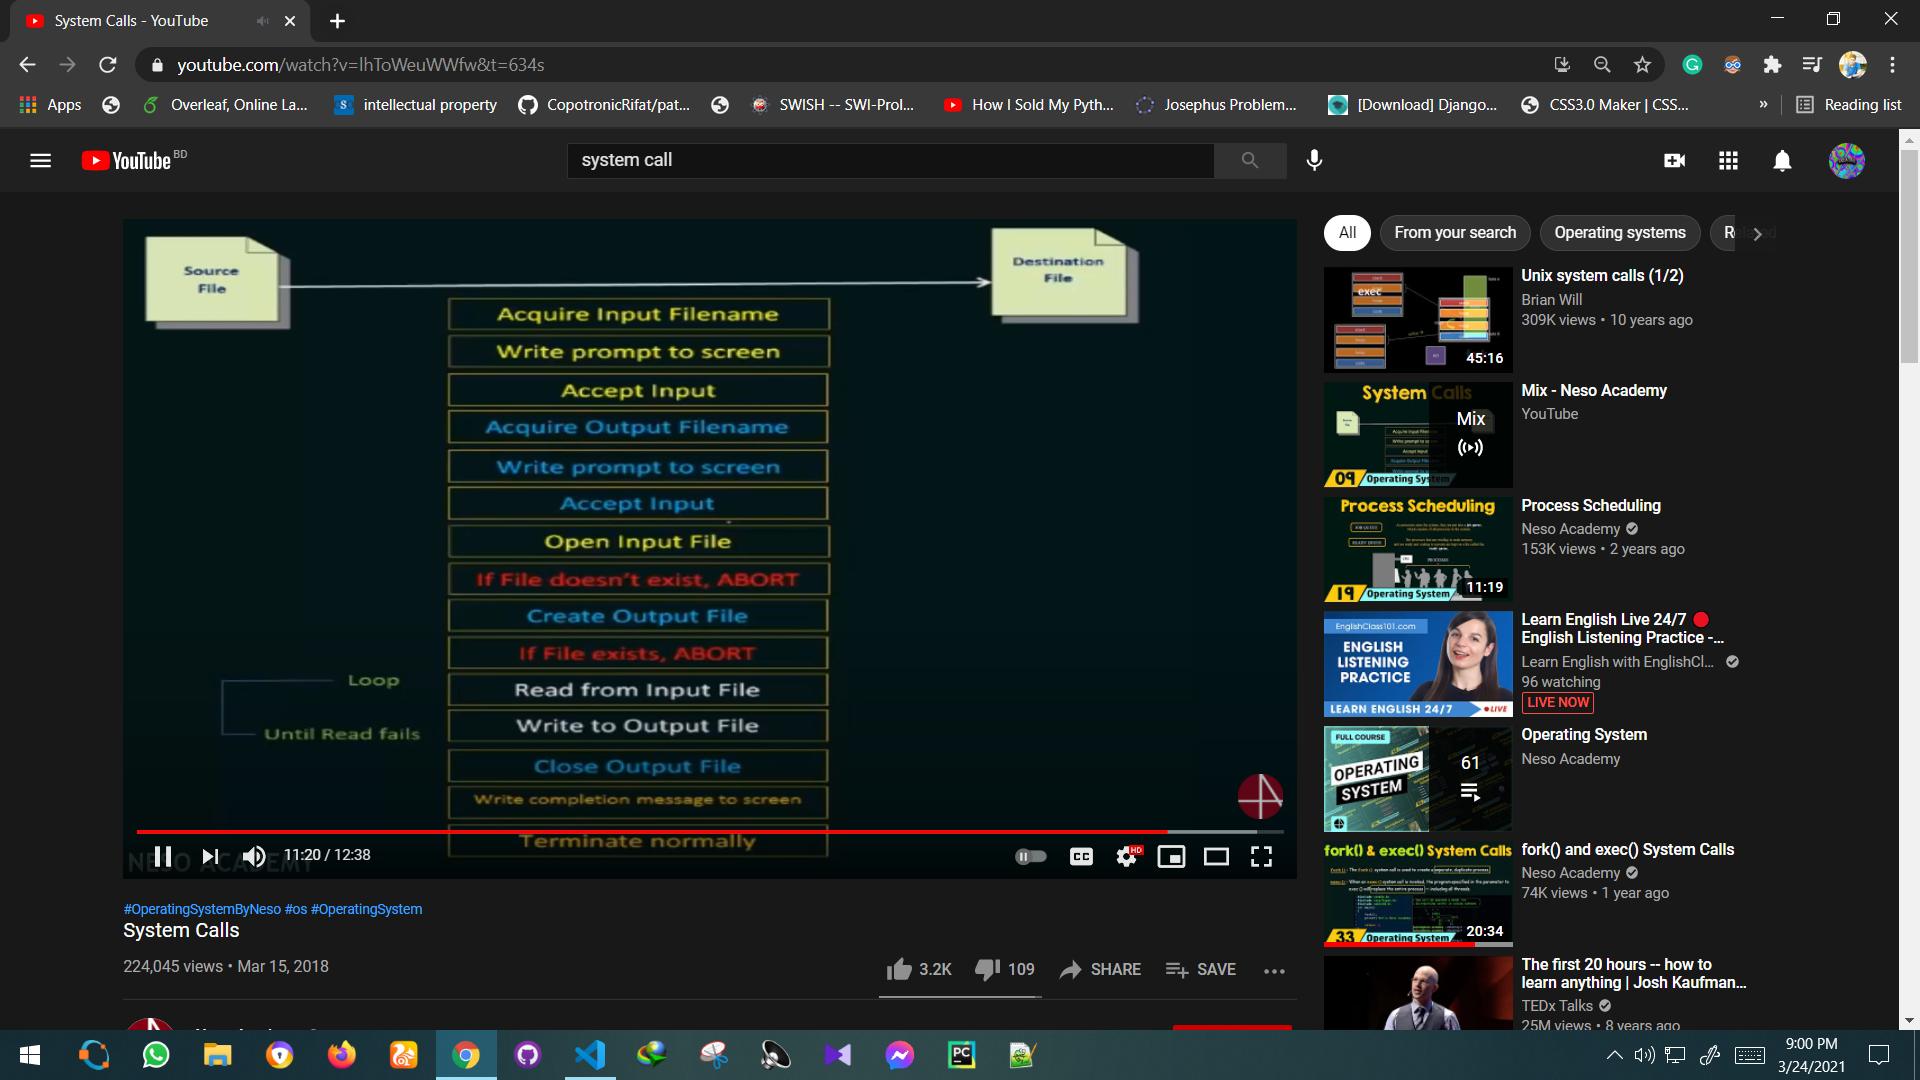 System Calls - YouTube
youtube.com/watch?v=lhToWeuWWfw&t=634s
Apps
Overleaf, Online La...
intellectual property
CopotronicRifat/pat...
SWISH -- SWI-Prol...
How I Sold My Pyth...
Josephus Problem...
[Download] Django...
CSS3.0 Maker | CSS...
»
Reading list
YouTube BD
system call
Source
File
Destination
File
Acquire Input Filename
Write prompt to screen
Accept Input
Acquire Output Filename
Write prompt to screen
Accept Input
Open Input File
If File doesn't exist, ABORT
Create Output File
If File exists, ABORT
Loop
Read from Input File
Write to Output File
Until Read fails
Close Output File
Write completion message to screen
Terminate normally
NESO ACADEMY
11:20 / 12:38
CC
HD
#OperatingSystemByNeso #os #OperatingSystem
System Calls
224,045 views • Mar 15, 2018
3.2K
109
SHARE
SAVE
All
From your search
Operating systems
Related
exec
45:16
Unix system calls (1/2)
Brian Will
309K views • 10 years ago
System Calls
Mix
09 Operating System
Mix - Neso Academy
YouTube
Process Scheduling
11:19
19 Operating System
Process Scheduling
Neso Academy
153K views • 2 years ago
EnglishClass101.com
ENGLISH
LISTENING
PRACTICE
LEARN ENGLISH 24/7
LIVE
Learn English Live 24/7
English Listening Practice -...
Learn English with EnglishCl...
96 watching
LIVE NOW
FULL COURSE
OPERATING
SYSTEM
61
Operating System
Neso Academy
fork() & exec() System Calls
20:34
33 Operating System
fork() and exec() System Calls
Neso Academy
74K views • 1 year ago
The first 20 hours -- how to
learn anything | Josh Kaufman...
TEDx Talks
25M views • 8 years ago
9:00 PM
3/24/2021